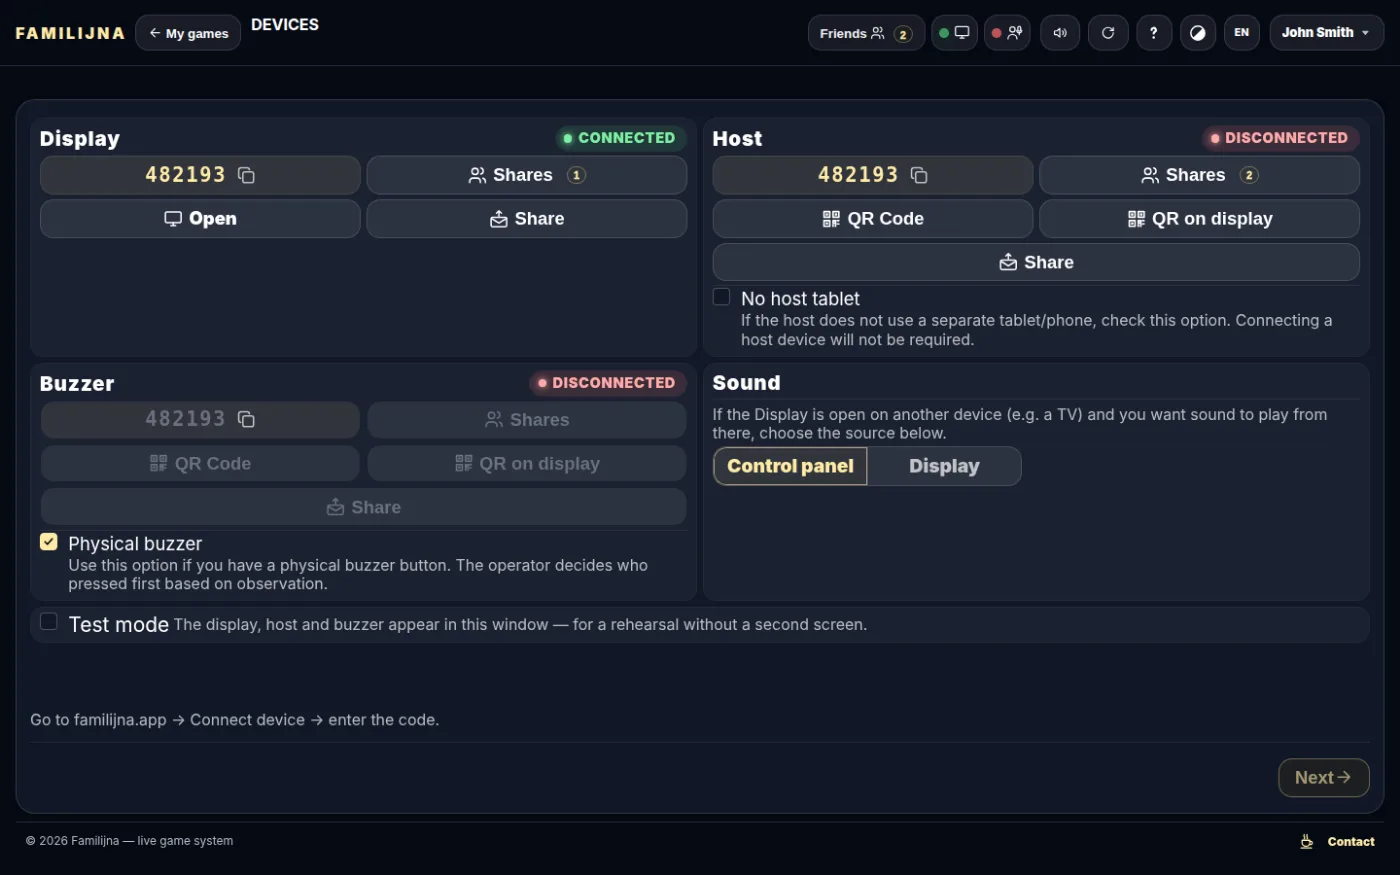 FAMILIJNA
← My games
DEVICES
Friends 2
?
EN
John Smith
Display
CONNECTED
482193
Shares 1
Open
Share
Host
DISCONNECTED
482193
Shares 2
QR Code
QR on display
Share
No host tablet
If the host does not use a separate tablet/phone, check this option. Connecting a
host device will not be required.
Buzzer
DISCONNECTED
482193
Shares
QR Code
QR on display
Share
Physical buzzer
Use this option if you have a physical buzzer button. The operator decides who
pressed first based on observation.
Sound
If the Display is open on another device (e.g. a TV) and you want sound to play from
there, choose the source below.
Control panel
Display
Test mode The display, host and buzzer appear in this window — for a rehearsal without a second screen.
Go to familijna.app → Connect device → enter the code.
Next →
© 2026 Familijna — live game system
Contact